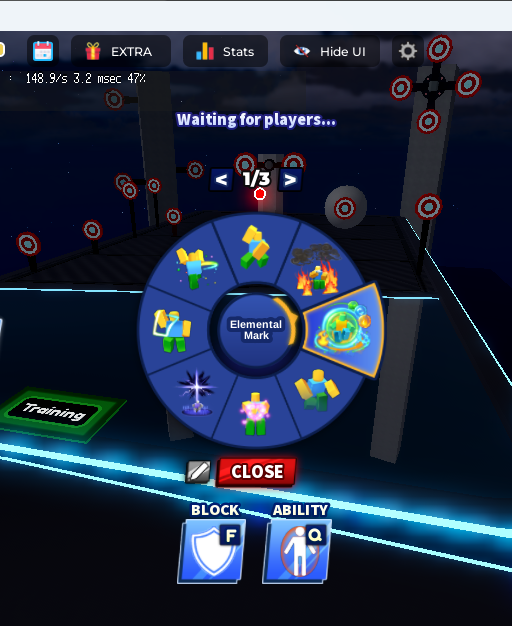 EXTRA
Stats
Hide UI
: 148.9/s 3.2 msec 47%
Waiting for players...
< 1/3 >
Elemental
Mark
Training
CLOSE
BLOCK
ABILITY
F
Q